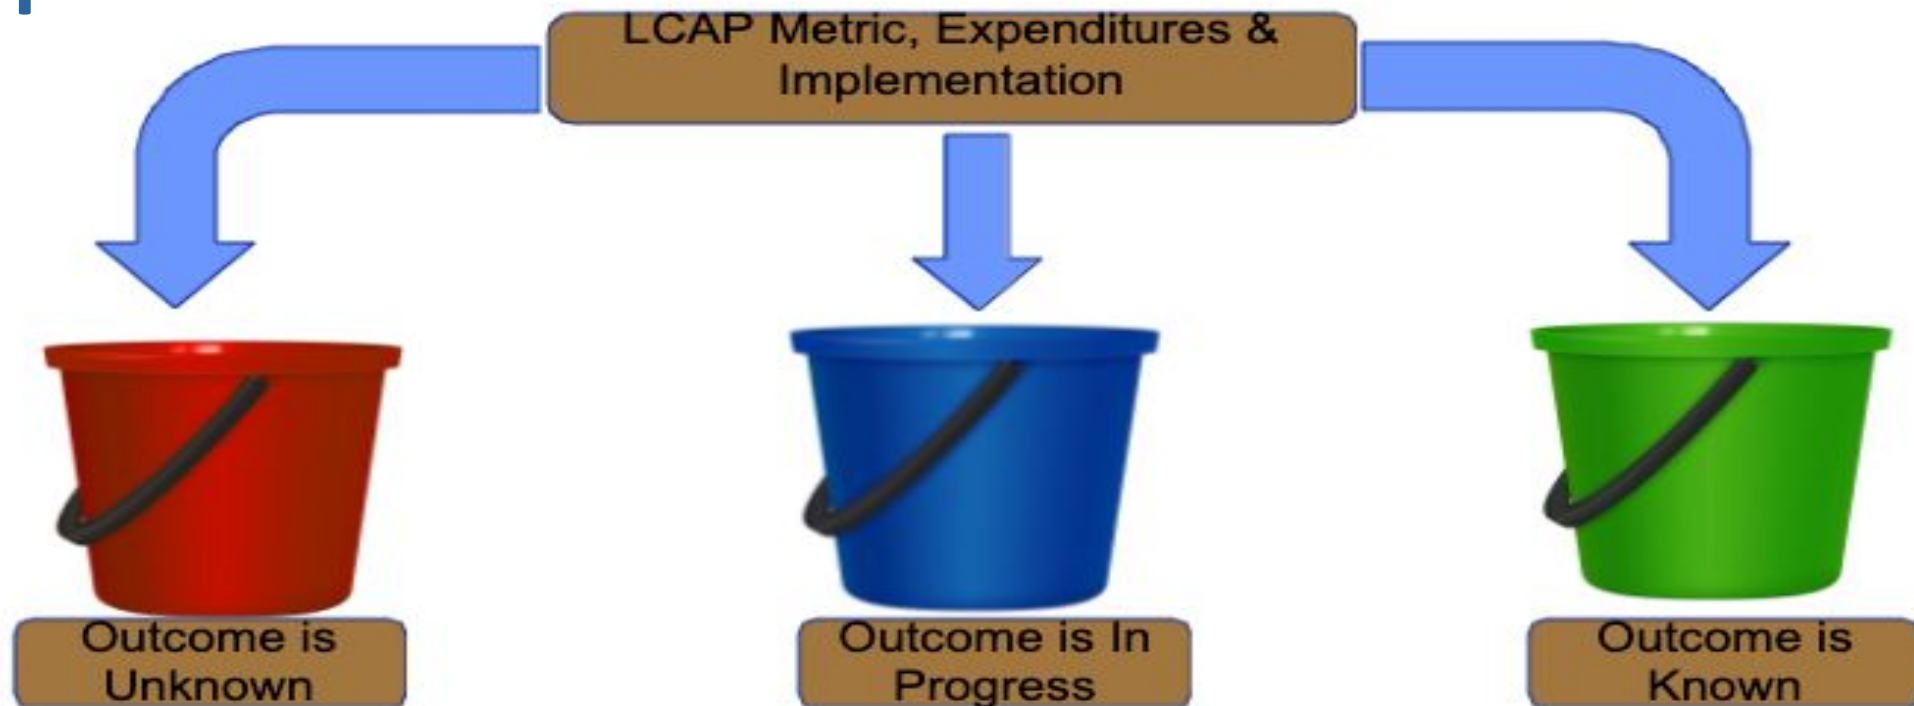 LCAP Metric, Expenditures &
Implementation
Outcome is
Unknown
Outcome is In
Progress
Outcome is
Known